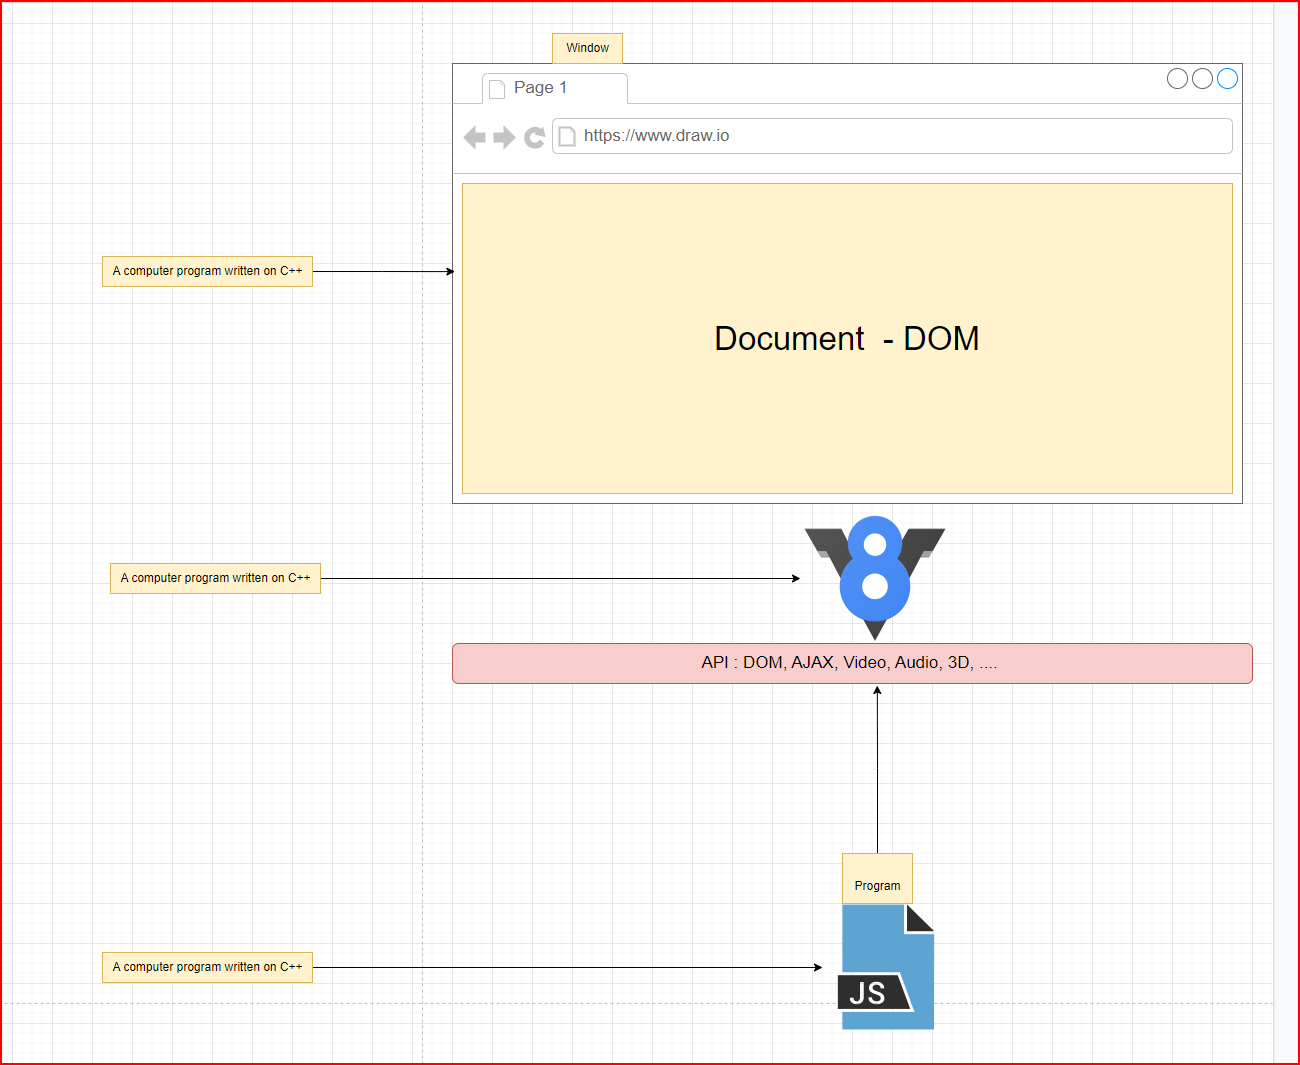 Window
Page 1
https://www.draw.io
A computer program written on C++
Document - DOM
8
A computer program written on C++
API : DOM, AJAX, Video, Audio, 3D, ....
Program
A computer program written on C++
JS